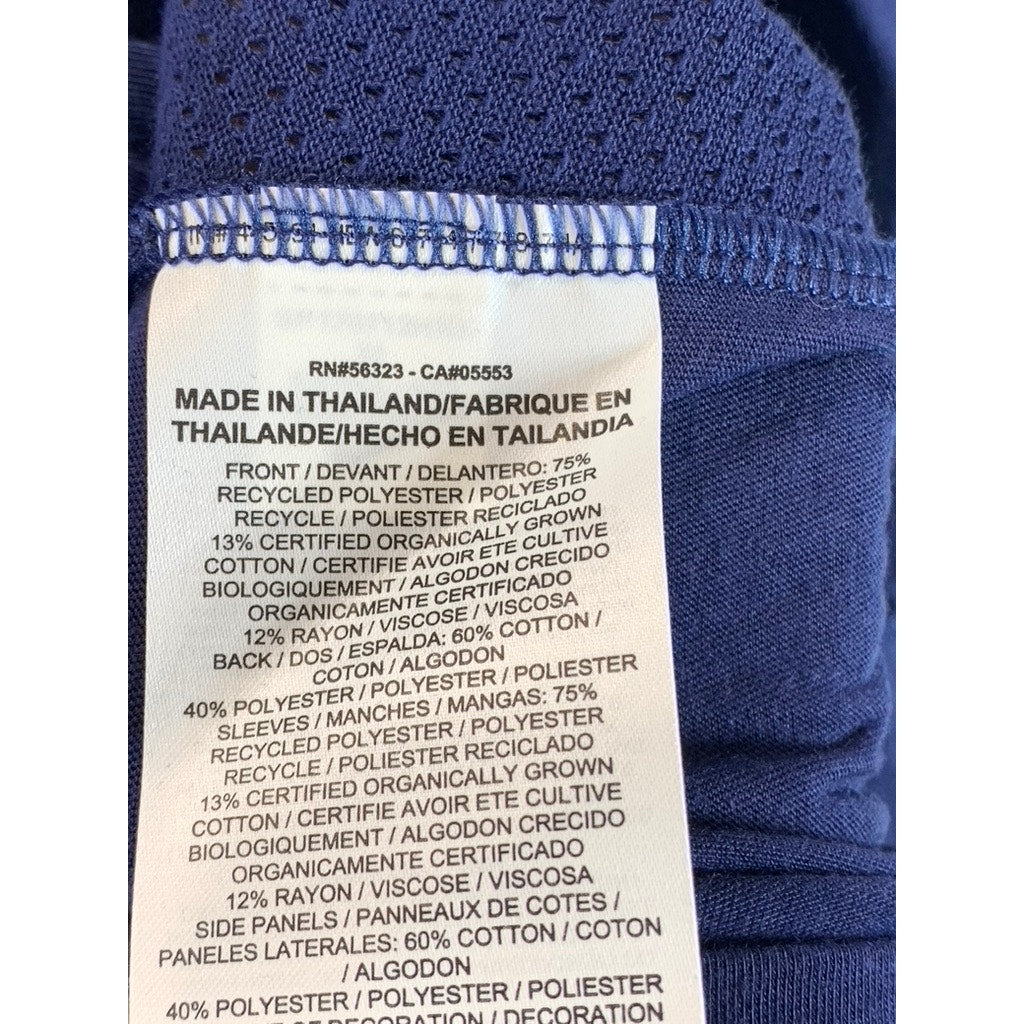 RN#56323 - CA#05553
MADE IN THAILAND/FABRIQUE EN
THAILANDE/HECHO EN TAILANDIA
FRONT / DEVANT / DELANTERO: 75%
RECYCLED POLYESTER / POLYESTER
RECYCLE / POLIESTER RECICLADO
13% CERTIFIED ORGANICALLY GROWN
COTTON / CERTIFIE AVOIR ETE CULTIVE
BIOLOGIQUEMENT / ALGODON CRECIDO
ORGANICAMENTE CERTIFICADO
12% RAYON / VISCOSE / VISCOSA
BACK / DOS / ESPALDA: 60% COTTON /
COTON / ALGODON
40% POLYESTER / POLYESTER / POLIESTER
SLEEVES / MANCHES / MANGAS: 75%
RECYCLED POLYESTER / POLYESTER
RECYCLE / POLIESTER RECICLADO
13% CERTIFIED ORGANICALLY GROWN
COTTON / CERTIFIE AVOIR ETE CULTIVE
BIOLOGIQUEMENT / ALGODON CRECIDO
ORGANICAMENTE CERTIFICADO
12% RAYON / VISCOSE / VISCOSA
SIDE PANELS / PANNEAUX DE COTES /
PANELES LATERALES: 60% COTTON / COTON
/ ALGODON
40% POLYESTER / POLYESTER / POLIESTER
DECORATION / DECORATION